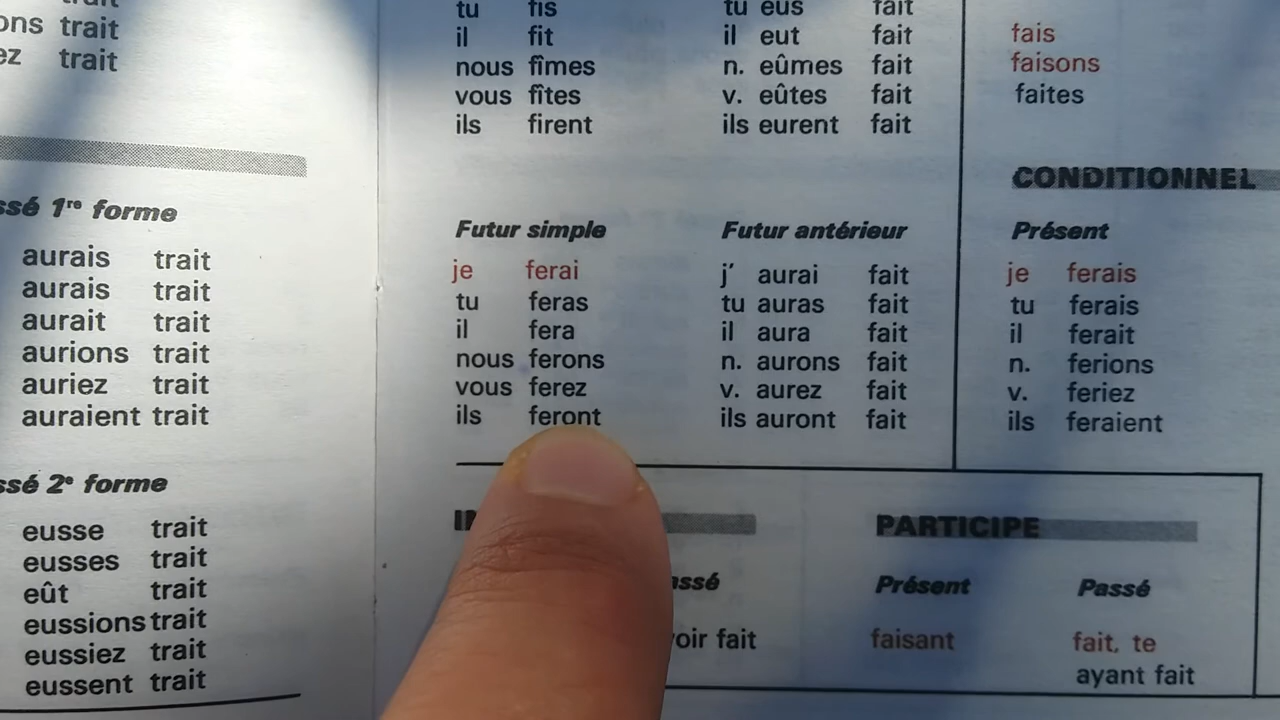 trait
ons trait
ez trait
ssé 1re forme
aurais trait
aurais trait
aurait trait
aurions trait
auriez trait
auraient trait
ssé 2e forme
eusse trait
eusses trait
eût trait
eussions trait
eussiez trait
eussent trait
tu fis
il fit
nous fîmes
vous fîtes
ils firent
tu eus fait
il eut fait
n. eûmes fait
v. eûtes fait
ils eurent fait
Futur simple
je ferai
tu feras
il fera
nous ferons
vous ferez
ils feront
Futur antérieur
j' aurai fait
tu auras fait
il aura fait
n. aurons fait
v. aurez fait
ils auront fait
fais
faisons
faites
CONDITIONNEL
Présent
je ferais
tu ferais
il ferait
n. ferions
v. feriez
ils feraient
assé
oir fait
PARTICIPE
Présent
faisant
Passé
fait, te
ayant fait